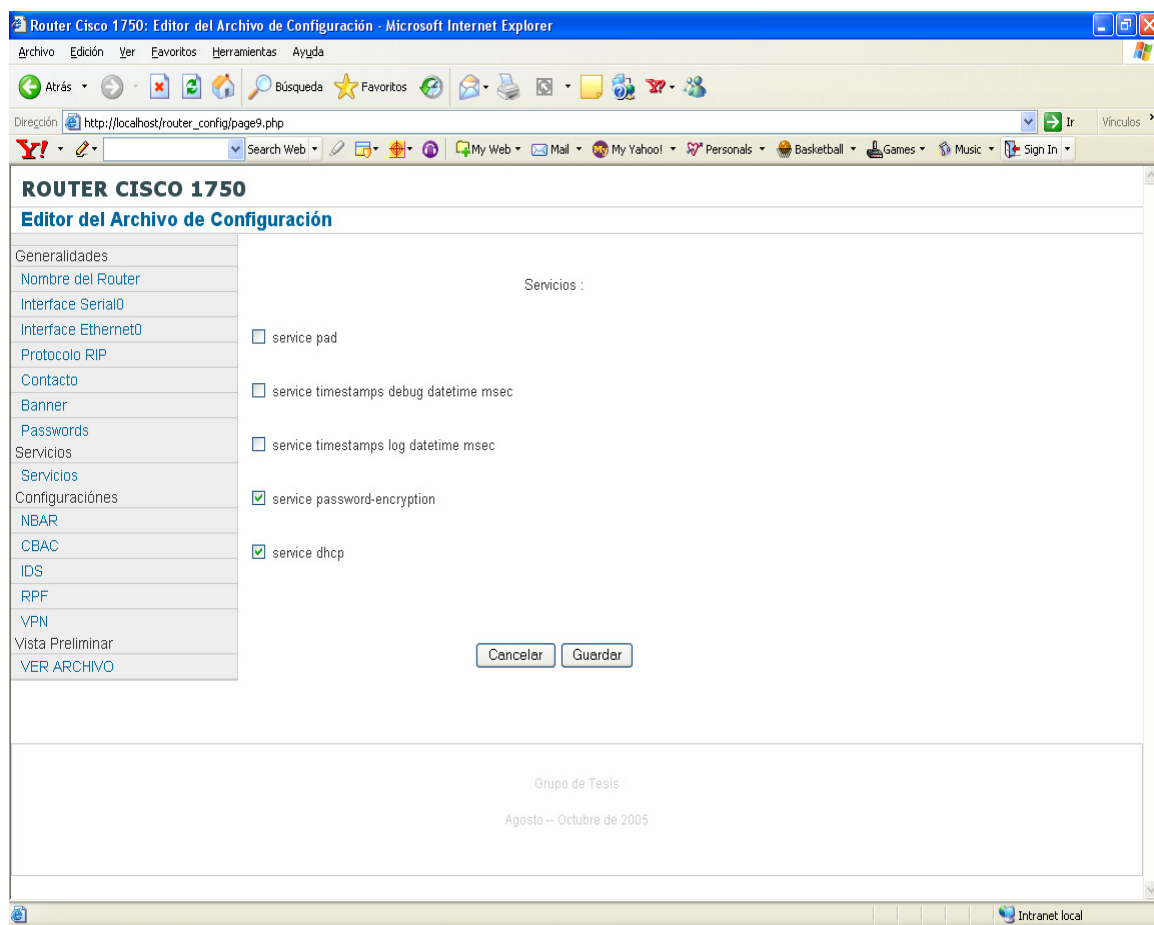 Router Cisco 1750: Editor del Archivo de Configuración - Microsoft Internet Explorer
Archivo Edición Ver Favoritos Herramientas Ayuda
Atrás Búsqueda Favoritos
Dirección http://localhost/router_config/page9.php Ir Vínculos
Y! Search Web My Web Mail My Yahoo! Personals Basketball Games Music Sign In
ROUTER CISCO 1750
Editor del Archivo de Configuración
Generalidades
Nombre del Router
Interface Serial0
Interface Ethernet0
Protocolo RIP
Contacto
Banner
Passwords
Servicios
Servicios
Configuraciónes
NBAR
CBAC
IDS
RPF
VPN
Vista Preliminar
VER ARCHIVO
Servicios :
service pad
service timestamps debug datetime msec
service timestamps log datetime msec
service password-encryption
service dhcp
Cancelar Guardar
Grupo de Tesis
Agosto -- Octubre de 2005
Intranet local